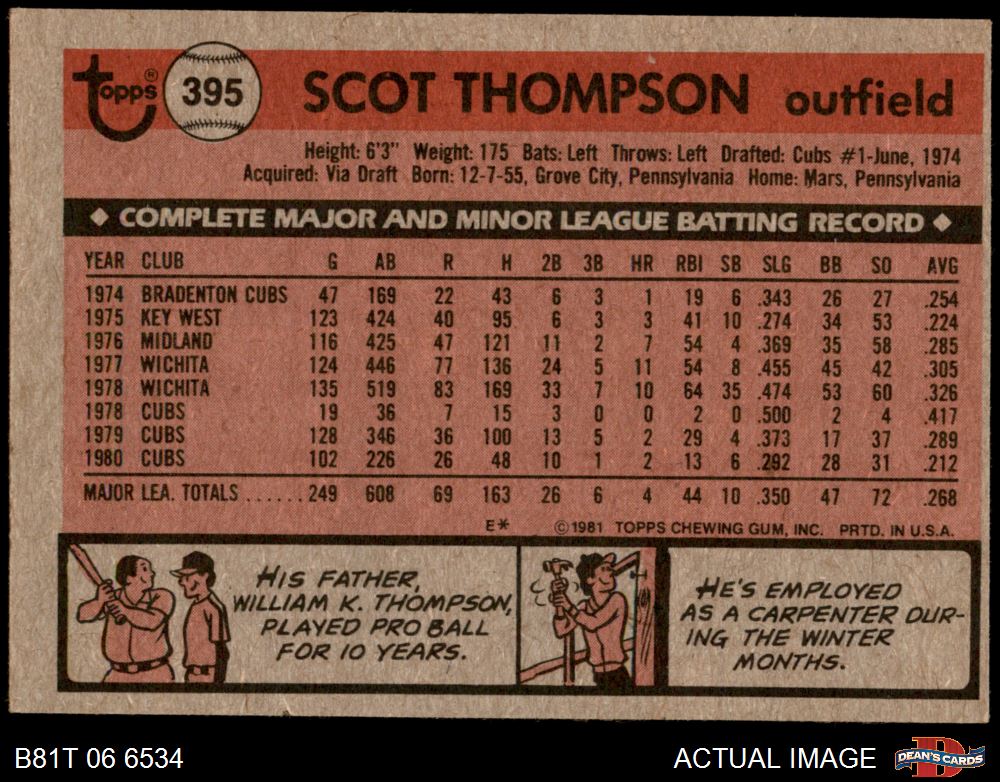 topps® 395 SCOT THOMPSON outfield
Height: 6'3" Weight: 175 Bats: Left Throws: Left Drafted: Cubs #1-June, 1974
Acquired: Via Draft Born: 12-7-55, Grove City, Pennsylvania Home: Mars, Pennsylvania
◆ COMPLETE MAJOR AND MINOR LEAGUE BATTING RECORD ◆
YEAR CLUB G AB R H 2B 3B HR RBI SB SLG BB SO AVG
1974 BRADENTON CUBS 47 169 22 43 6 3 1 19 6 .343 26 27 .254
1975 KEY WEST 123 424 40 95 6 3 3 41 10 .274 34 53 .224
1976 MIDLAND 116 425 47 121 11 2 7 54 4 .369 35 58 .285
1977 WICHITA 124 446 77 136 24 5 11 54 8 .455 45 42 .305
1978 WICHITA 135 519 83 169 33 7 10 64 35 .474 53 60 .326
1978 CUBS 19 36 7 15 3 0 0 2 0 .500 2 4 .417
1979 CUBS 128 346 36 100 13 5 2 29 4 .373 17 37 .289
1980 CUBS 102 226 26 48 10 1 2 13 6 .292 28 31 .212
MAJOR LEA. TOTALS ...... 249 608 69 163 26 6 4 44 10 .350 47 72 .268
E* ©1981 TOPPS CHEWING GUM, INC. PRTD. IN U.S.A.
HIS FATHER,
WILLIAM K. THOMPSON,
PLAYED PRO BALL
FOR 10 YEARS.
HE'S EMPLOYED
AS A CARPENTER DUR-
ING THE WINTER
MONTHS.
B81T 06 6534 ACTUAL IMAGE DEAN'S CARDS